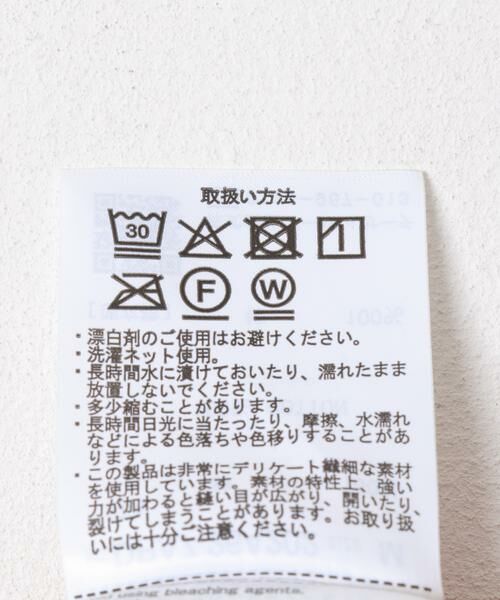 取扱い方法
30
F W
・漂白剤のご使用はお避けください。
・洗濯ネット使用。
・長時間水に漬けておいたり、濡れたまま
放置しないでください。
・多少縮むことがあります。
・長時間日光に当たったり、摩擦、水濡れ
などによる色落ちや色移りすることがあ
ります。
・この製品は非常にデリケート繊細な素材
を使用しています。素材の特性上、強い
力が加わると縫い目が広がり、開いたり、
裂けてしまうことがあります。お取り扱
いには十分ご注意ください。
using bleaching agents.